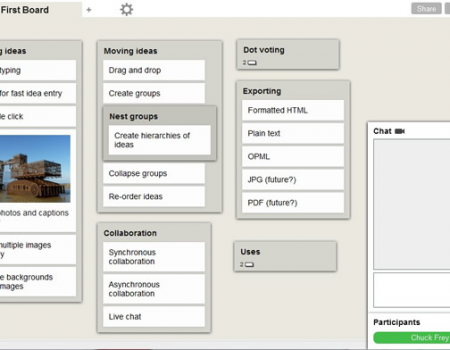 First Board
+
Share
ing ideas
typing
for fast idea entry
le click
photos and captions
multiple images
y
e backgrounds
images
Moving ideas
Drag and drop
Create groups
Nest groups
Create hierarchies of
ideas
Collapse groups
Re-order ideas
Collaboration
Synchronous
collaboration
Asynchronous
collaboration
Live chat
Dot voting
2
Exporting
Formatted HTML
Plain text
OPML
JPG (future?)
PDF (future?)
Uses
2
Chat
Participants
Chuck Frey